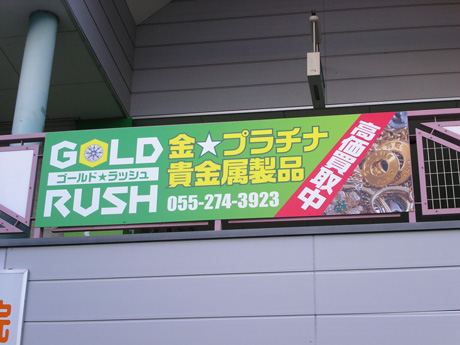 GOLD
ゴールド★ラッシュ
RUSH
金★プラチナ
貴金属製品
055-274-3923
高価買取中
院